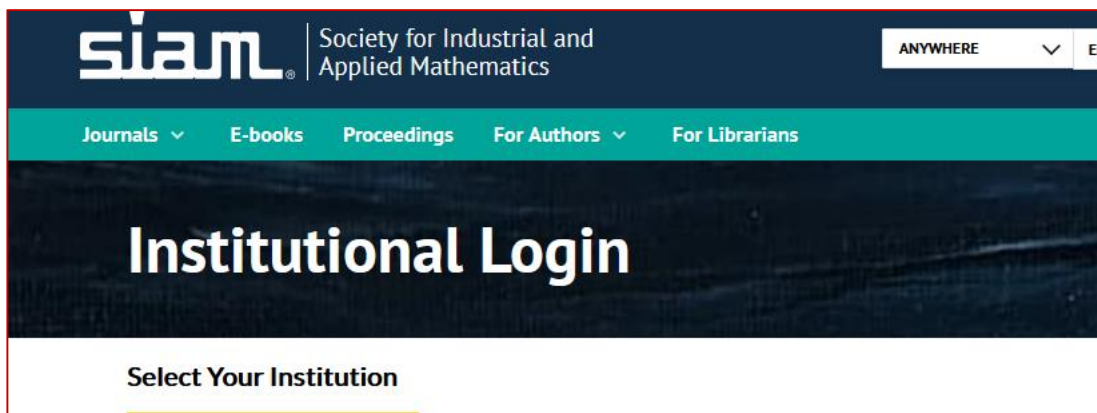 siam® Society for Industrial and
Applied Mathematics
ANYWHERE
Journals E-books Proceedings For Authors For Librarians
Institutional Login
Select Your Institution